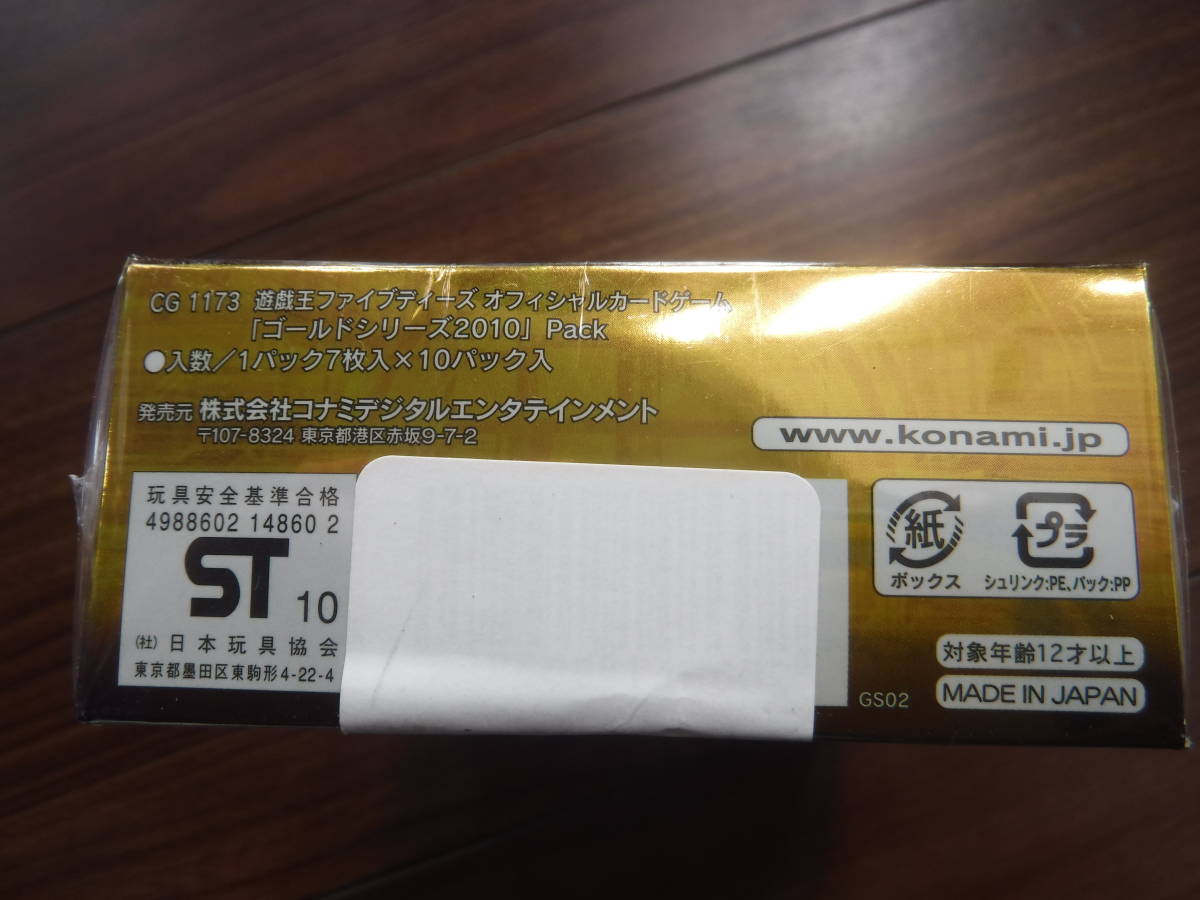 CG 1173 遊戯王ファイブディーズ オフィシャルカードゲーム
「ゴールドシリーズ2010」Pack
●入数/1パック7枚入×10パック入
発売元 株式会社コナミデジタルエンタテインメント
〒107-8324 東京都港区赤坂9-7-2
www.konami.jp
玩具安全基準合格
4988602 14860 2
ST 10
(社)日本玩具協会
東京都墨田区東駒形4-22-4
紙
ボックス
プラ
シュリンク:PE、パック:PP
対象年齢12才以上
GS02
MADE IN JAPAN